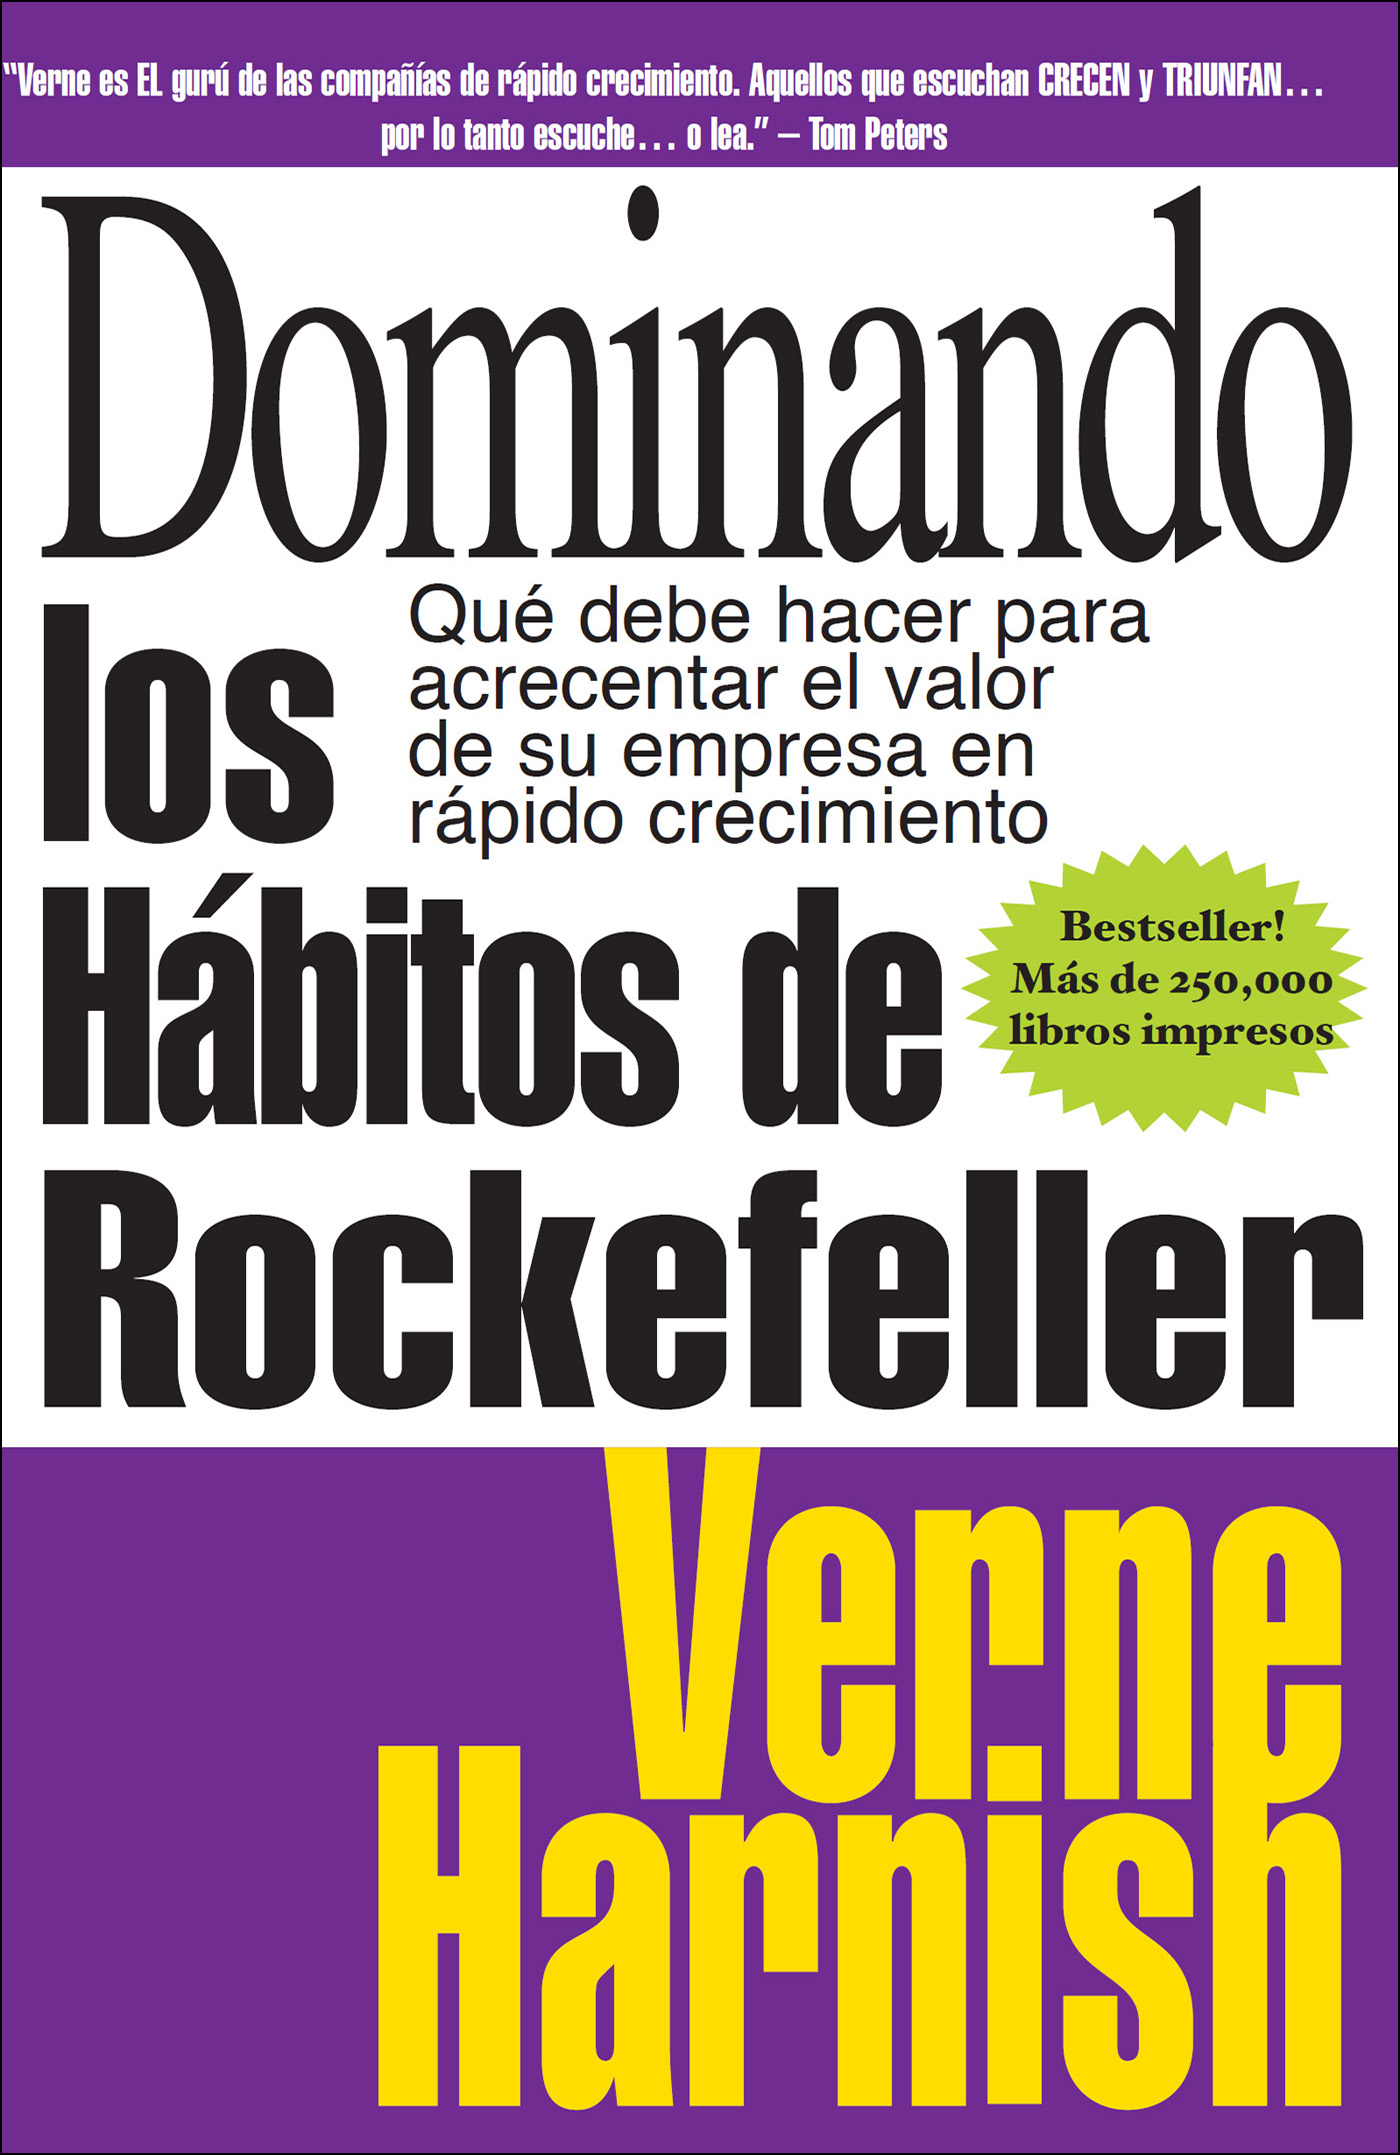 “Verne es EL gurú de las compañías de rápido crecimiento. Aquellos que escuchan CRECEN y TRIUNFAN...
por lo tanto escuche... o lea.” – Tom Peters
Dominando
los
Qué debe hacer para
acrecentar el valor
de su empresa en
rápido crecimiento
Hábitos de
Bestseller!
Más de 250,000
libros impresos
Rockefeller
Verne
Harnish